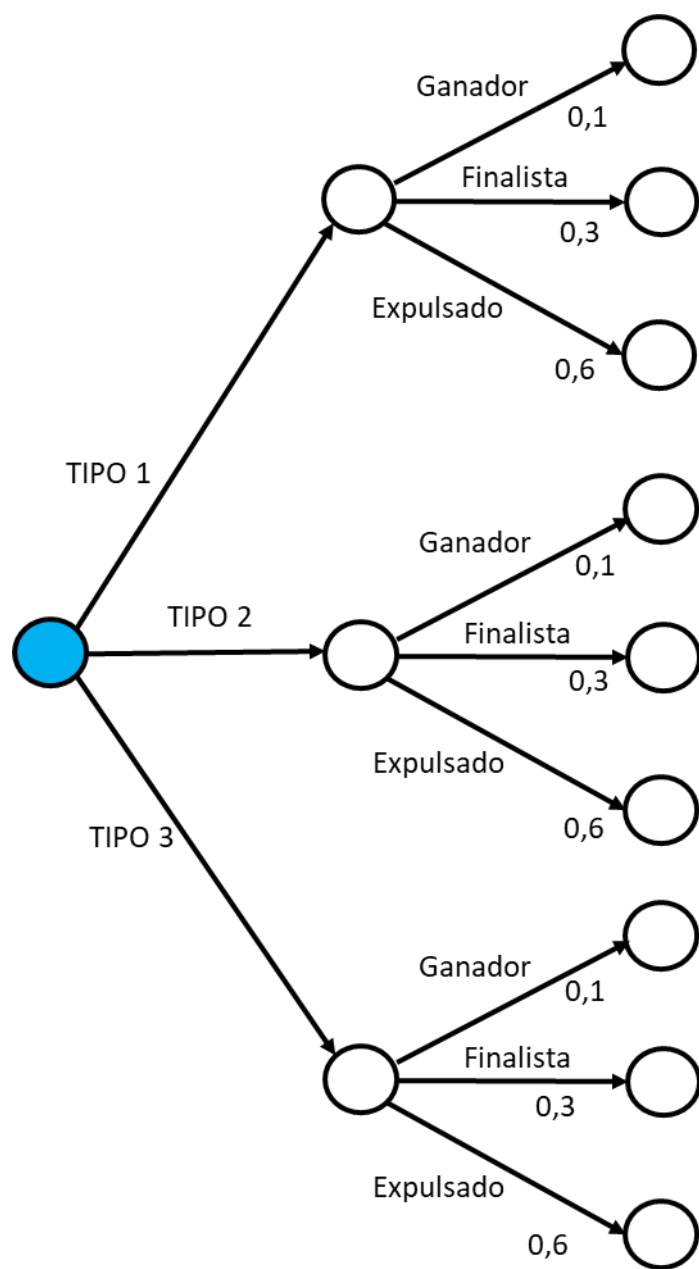 Ganador
0,1
Finalista
0,3
Expulsado
0,6
TIPO 1
Ganador
0,1
TIPO 2
Finalista
0,3
Expulsado
0,6
TIPO 3
Ganador
0,1
Finalista
0,3
Expulsado
0,6